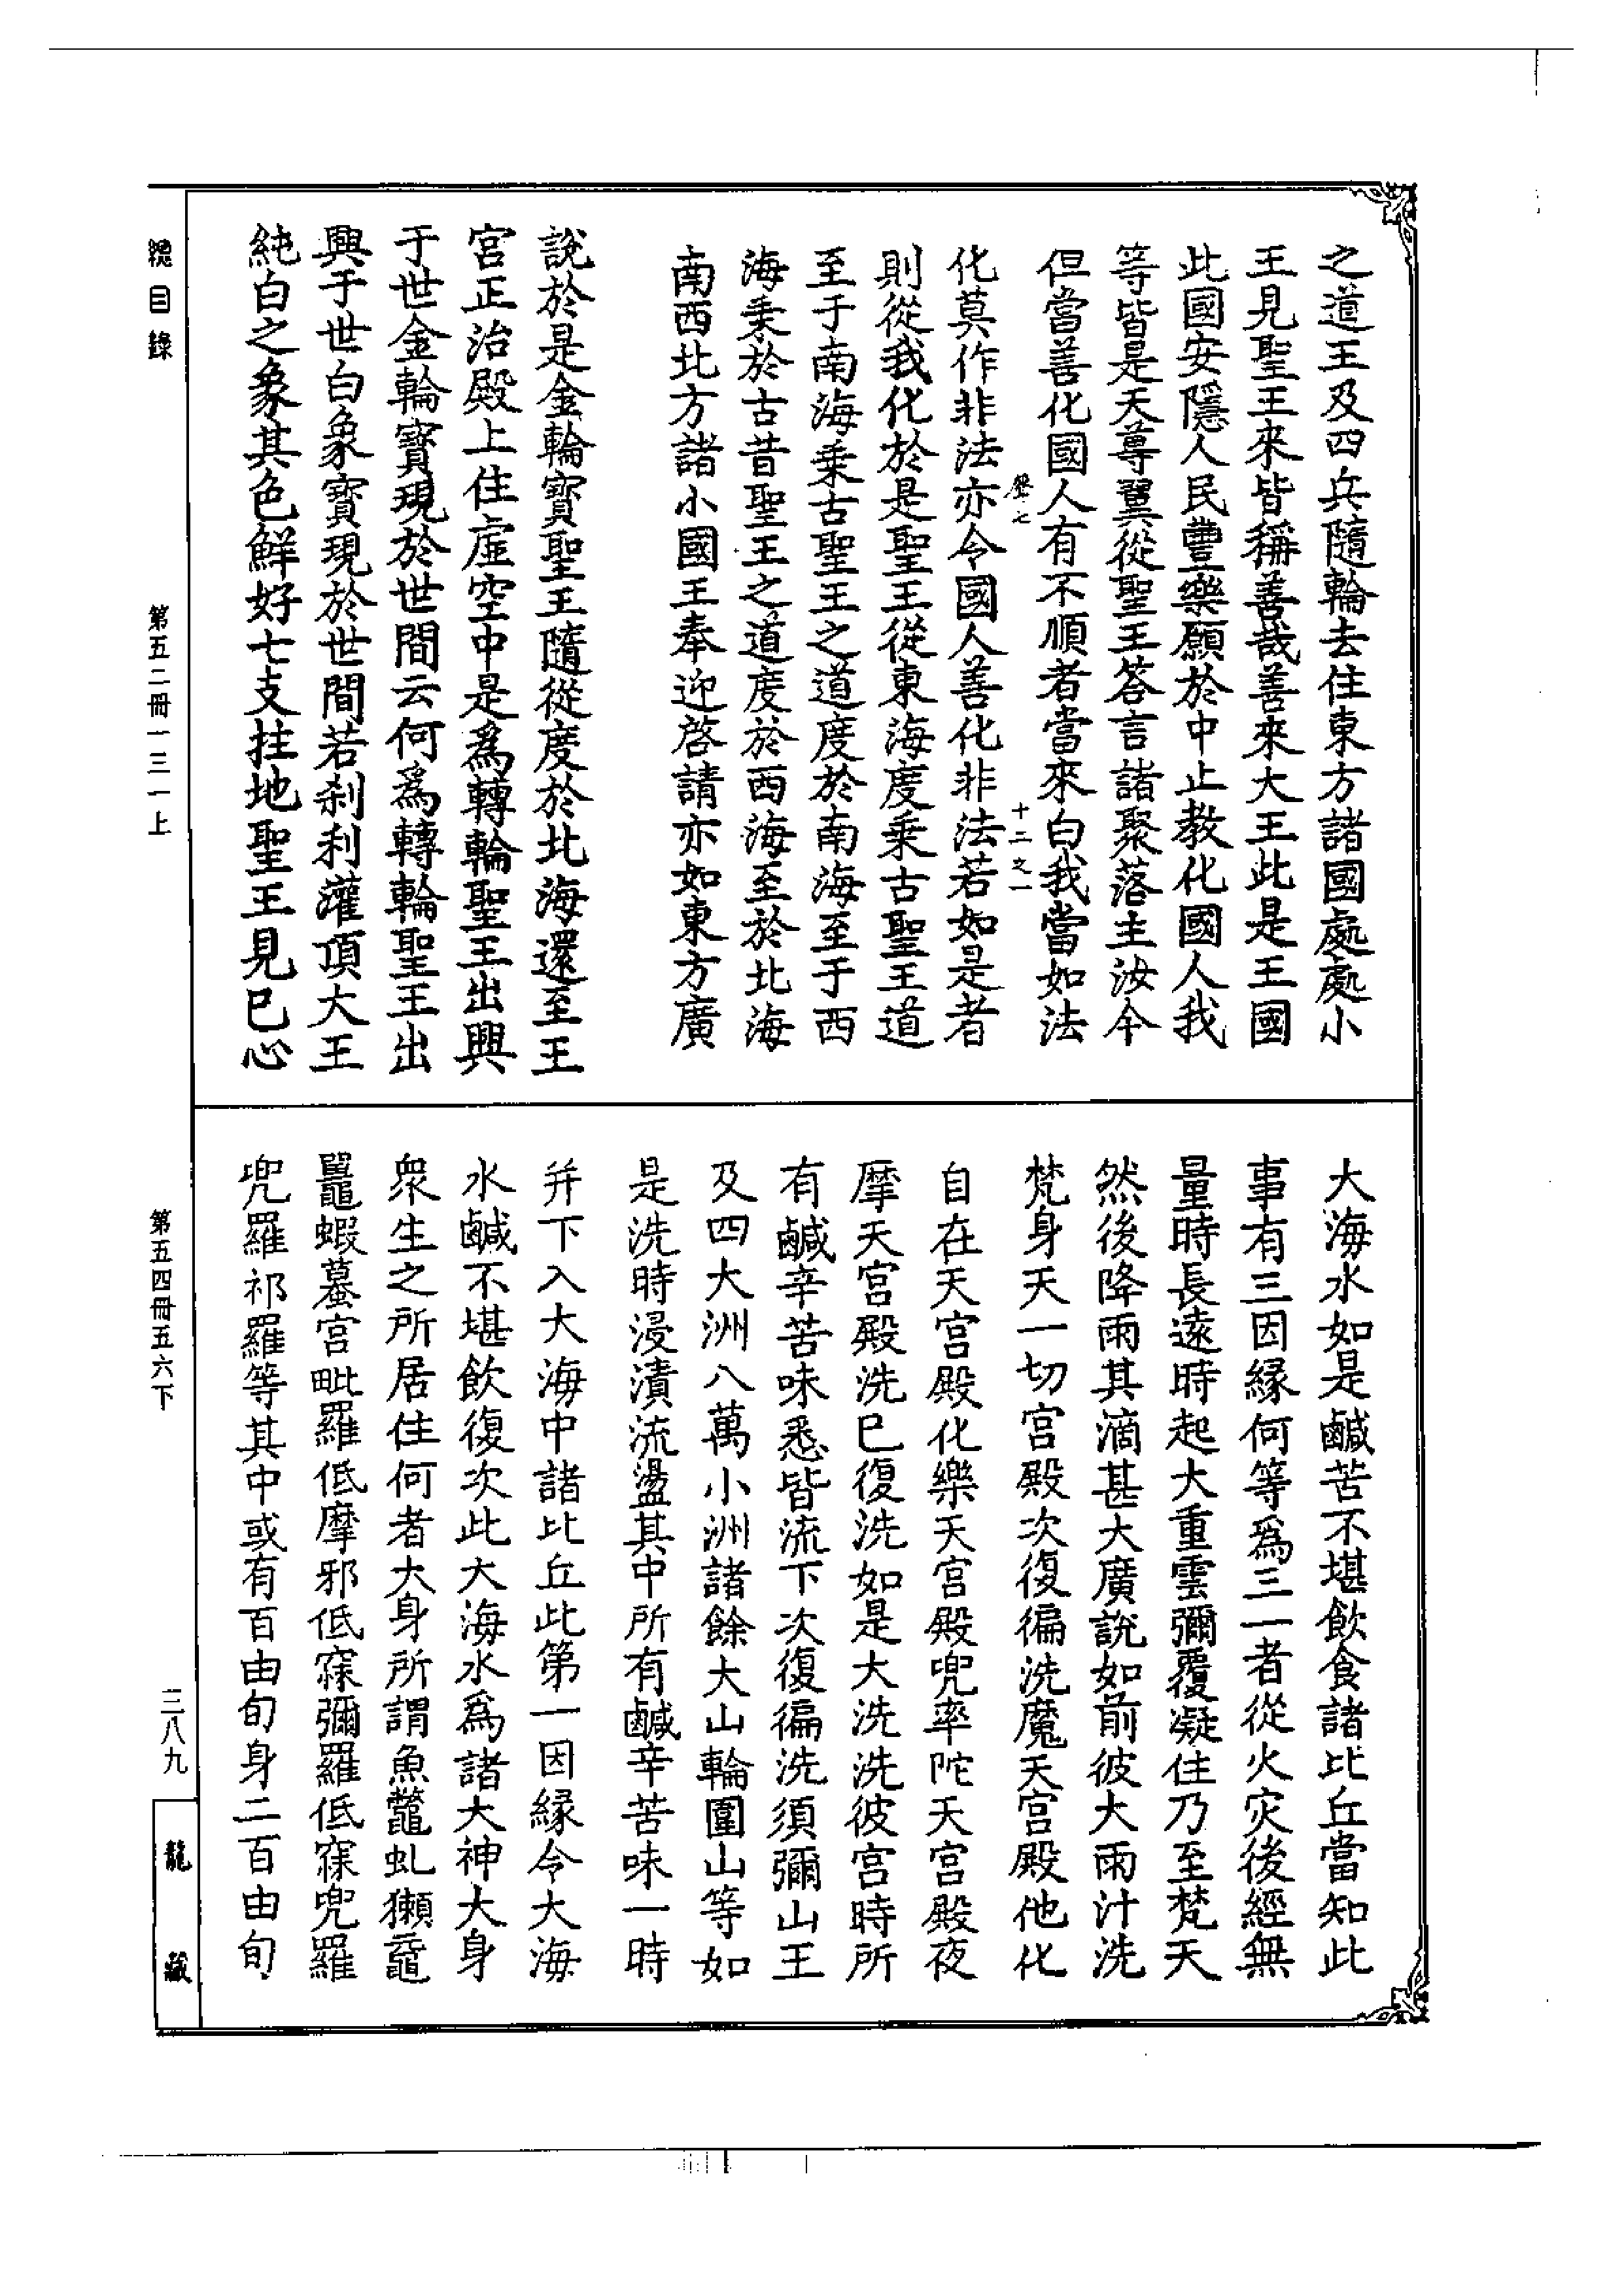 之道王及四兵隨輪去住東方諸國處處小
王見聖王來皆稱善哉善來大王此是王國
此國安隱人民豐樂願於中止教化國人我
等皆是天尊翼從聖王答言諸聚落主汝今
但當善化國人有不順者當來白我當如法
十二之一
化莫作非法亦令國人善化非法若如是者
則從我化於是聖王從東海度乘古聖王道
至于南海乘古聖王之道度於南海至于西
海乘於古昔聖王之道度於西海至於北海
南西北方諸小國王奉迎啓請亦如東方廣
說於是金輪寶聖王隨從度於北海還至王
宮正治殿上住虛空中是爲轉輪聖王出興
于世金輪寶現於世間云何爲轉輪聖王出
興于世白象寶現於世間若刹利灌頂大王
純白之象其色鮮好七支拄地聖王見已心
大海水如是鹹苦不堪飲食諸比丘當知此
事有三因緣何等爲三一者從火灾後經無
量時長遠時起大重雲彌覆凝住乃至梵天
然後降雨其滴甚大廣說如前彼大雨汁洗
梵身天一切宮殿次復徧洗魔天宮殿他化
自在天宮殿化樂天宮殿兜率陀天宮殿夜
摩天宮殿洗已復洗如是大洗洗彼宮時所
有鹹辛苦味悉皆流下次復徧洗須彌山王
及四大洲八萬小洲諸餘大山輪圍山等如
是洗時浸漬流盪其中所有鹹辛苦味一時
并下入大海中諸比丘此第一因緣令大海
水鹹不堪飲復次此大海水爲諸大神大身
衆生之所居住何者大身所謂魚鼈虬獺黿
鼉蝦蟇宮毗羅低摩邪低寐彌羅低寐兜羅
兜羅祁羅等其中或有百由旬身二百由旬
總目錄
第五二冊一三一上
第五四冊五六下
三八九
龍藏